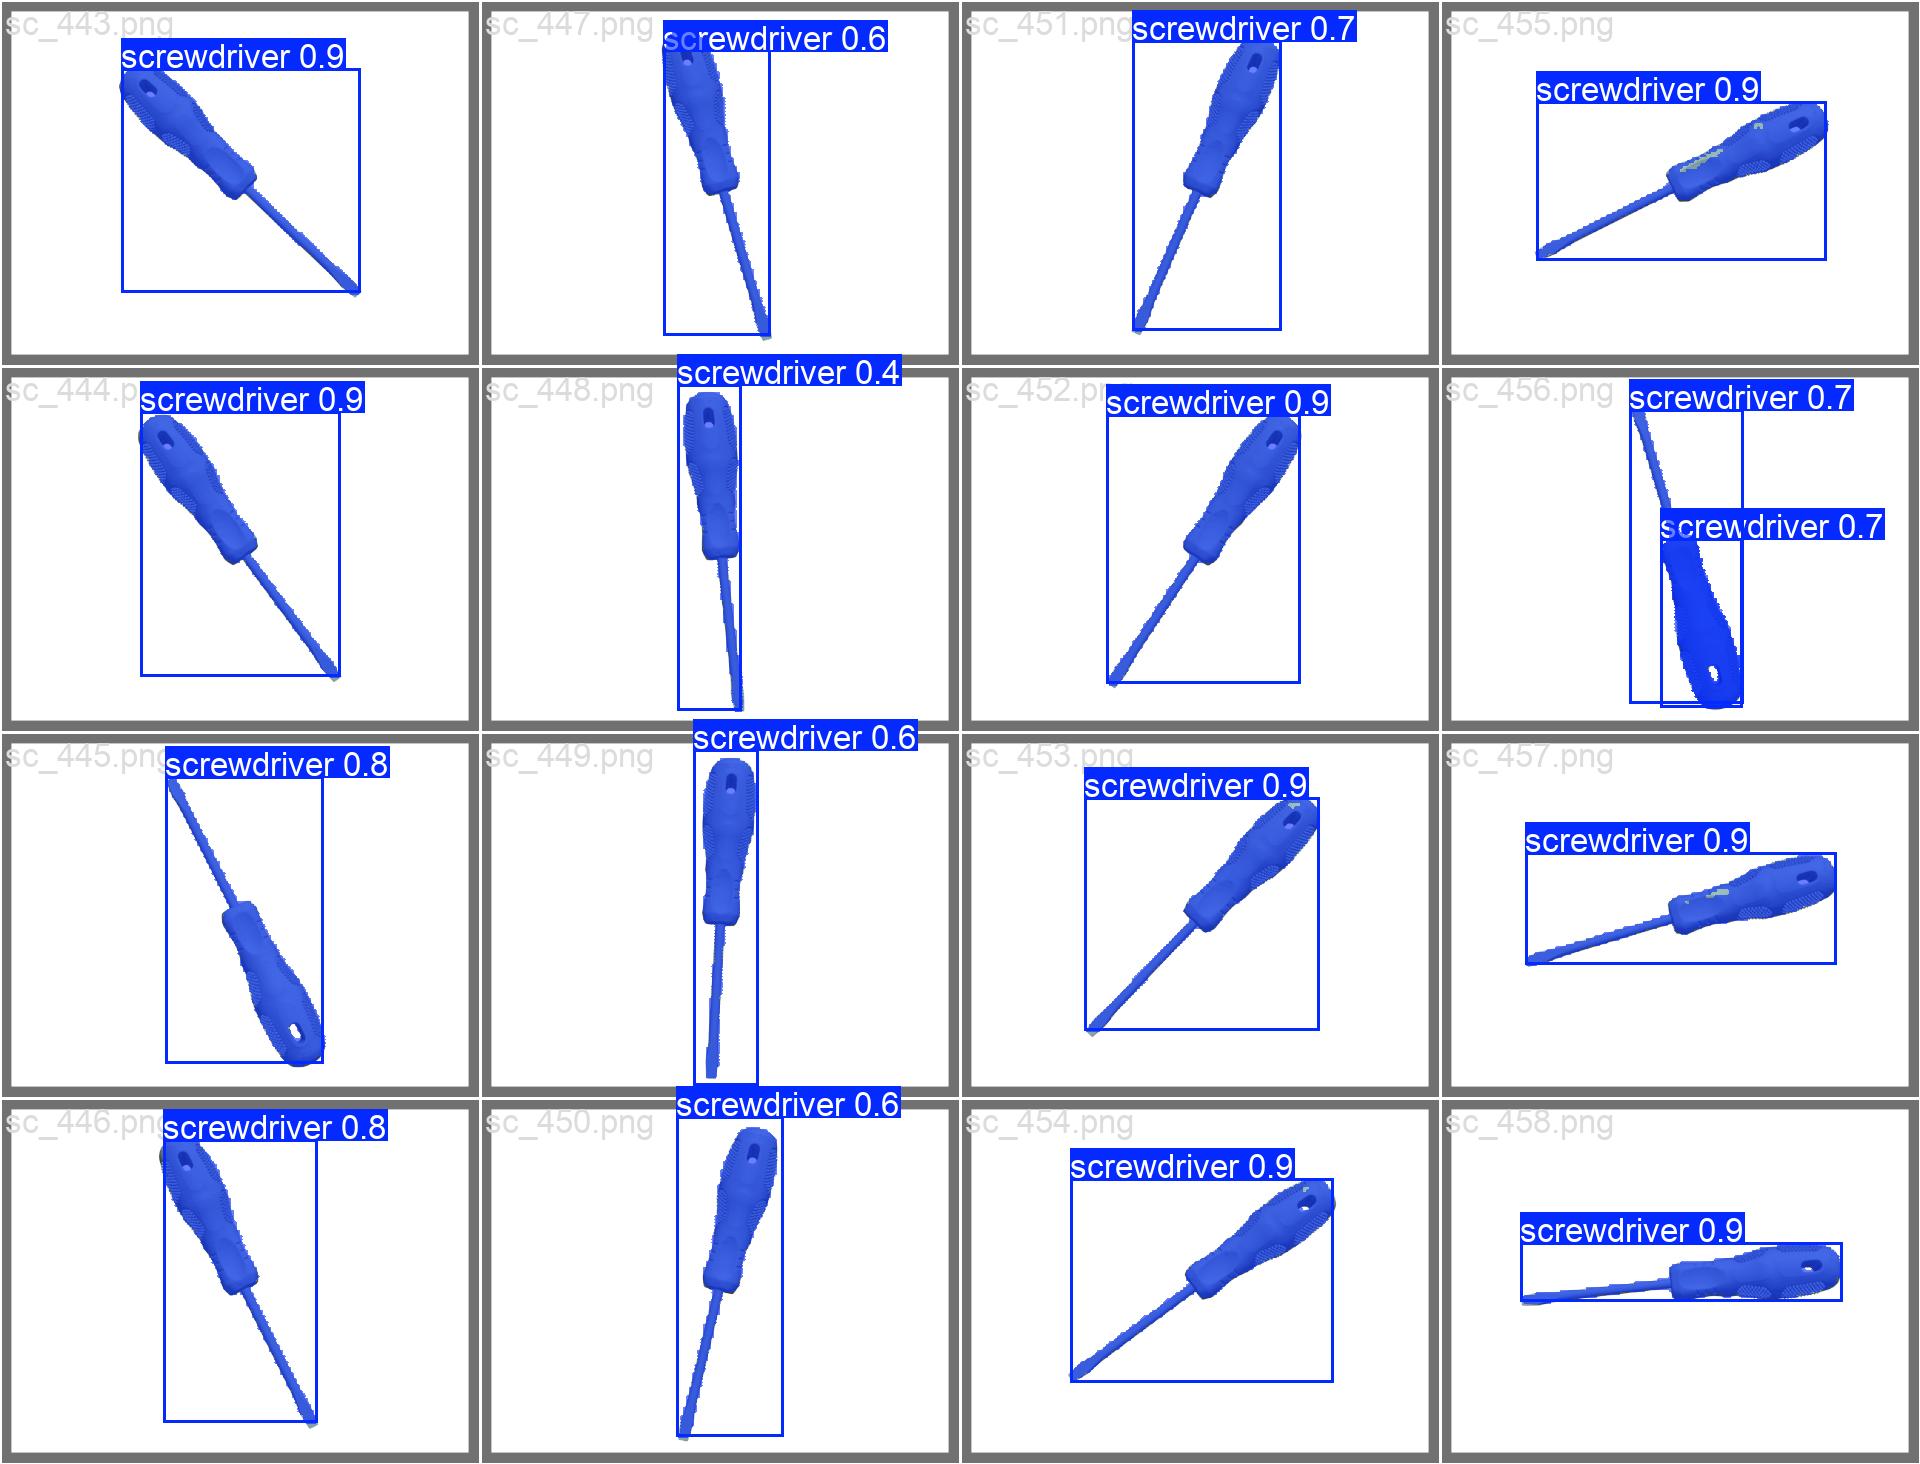 sc_443.png
screwdriver 0.9
sc_447.png
screwdriver 0.6
sc_451.png
screwdriver 0.7
sc_455.png
screwdriver 0.9
sc_444.png
screwdriver 0.9
sc_448.png
screwdriver 0.4
sc_452.png
screwdriver 0.9
sc_456.png
screwdriver 0.7
screwdriver 0.7
sc_445.png
screwdriver 0.8
sc_449.png
screwdriver 0.6
sc_453.png
screwdriver 0.9
sc_457.png
screwdriver 0.9
sc_446.png
screwdriver 0.8
sc_450.png
screwdriver 0.6
sc_454.png
screwdriver 0.9
sc_458.png
screwdriver 0.9